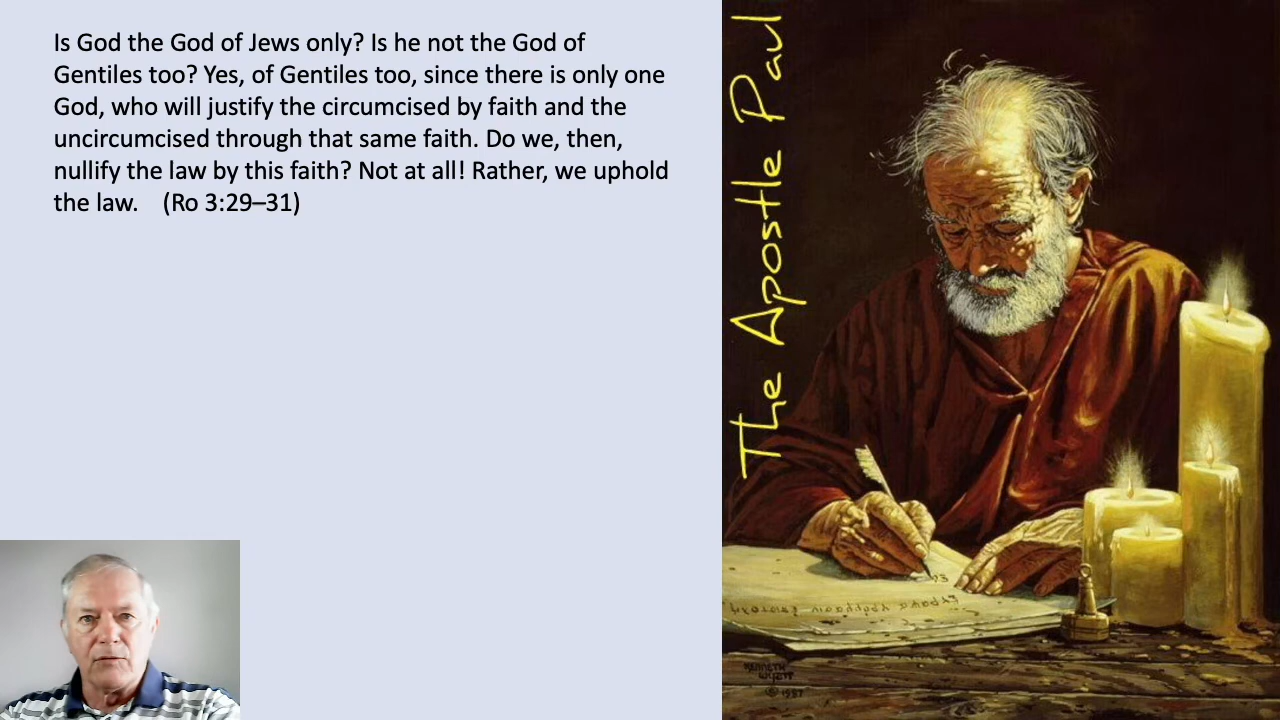 Is God the God of Jews only? Is he not the God of
Gentiles too? Yes, of Gentiles too, since there is only one
God, who will justify the circumcised by faith and the
uncircumcised through that same faith. Do we, then,
nullify the law by this faith? Not at all! Rather, we uphold
the law. (Ro 3:29–31)
The Apostle Paul
KENNETH
WYATT
© 1987